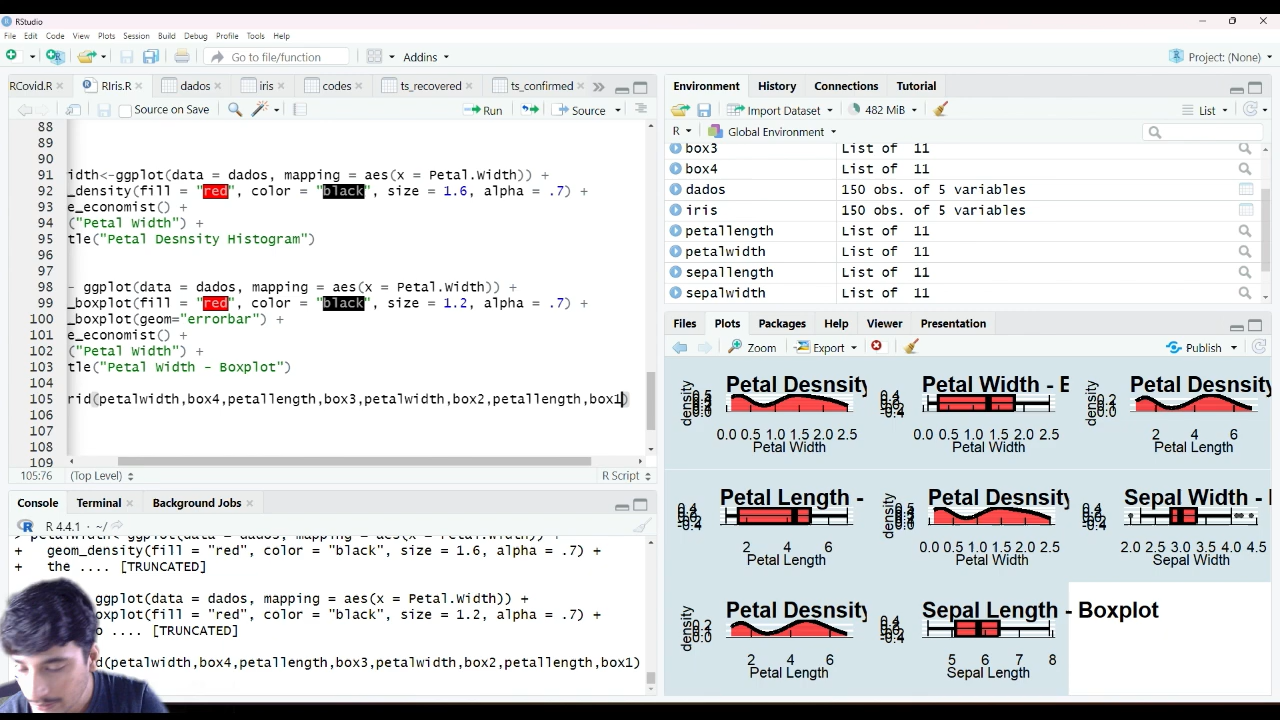 RStudio
File Edit Code View Plots Session Build Debug Profile Tools Help
Go to file/function Addins Project: (None)
RCovid.R RIris.R dados iris codes ts_recovered ts_confirmed
Source on Save Run Source
88
89
90
91 idth<-ggplot(data = dados, mapping = aes(x = Petal.Width)) +
92 _density(fill = "red", color = "black", size = 1.6, alpha = .7) +
93 e_economist() +
94 ("Petal Width") +
95 tle("Petal Desnsity Histogram")
96
97
98 - ggplot(data = dados, mapping = aes(x = Petal.Width)) +
99 _boxplot(fill = "red", color = "black", size = 1.2, alpha = .7) +
100 _boxplot(geom="errorbar") +
101 e_economist() +
102 ("Petal Width") +
103 tle("Petal Width - Boxplot")
104
105 rid(petalwidth,box4,petallength,box3,petalwidth,box2,petallength,box1)
106
107
108
109
105:76 (Top Level) R Script
Console Terminal Background Jobs
R 4.4.1 · ~/
> petalwidth<-ggplot(data = dados, mapping = aes(x = Petal.Width)) +
+ geom_density(fill = "red", color = "black", size = 1.6, alpha = .7) +
+ the .... [TRUNCATED]
ggplot(data = dados, mapping = aes(x = Petal.Width)) +
boxplot(fill = "red", color = "black", size = 1.2, alpha = .7) +
o .... [TRUNCATED]
d(petalwidth,box4,petallength,box3,petalwidth,box2,petallength,box1)
Environment History Connections Tutorial
Import Dataset 482 MiB List
R Global Environment
box3 List of 11
box4 List of 11
dados 150 obs. of 5 variables
iris 150 obs. of 5 variables
petallength List of 11
petalwidth List of 11
sepallength List of 11
sepalwidth List of 11
Files Plots Packages Help Viewer Presentation
Zoom Export Publish
Petal Desnsity Petal Width - B Petal Desnsity
density density
0.0 0.5 1.0 1.5 2.0 2.5 0.0 0.5 1.0 1.5 2.0 2.5 2 4 6
Petal Width Petal Width Petal Length
Petal Length - Petal Desnsity Sepal Width -
density
2 4 6 0.0 0.5 1.0 1.5 2.0 2.5 2.0 2.5 3.0 3.5 4.0 4.5
Petal Length Petal Width Sepal Width
Petal Desnsity Sepal Length - Boxplot
density
2 4 6 5 6 7 8
Petal Length Sepal Length